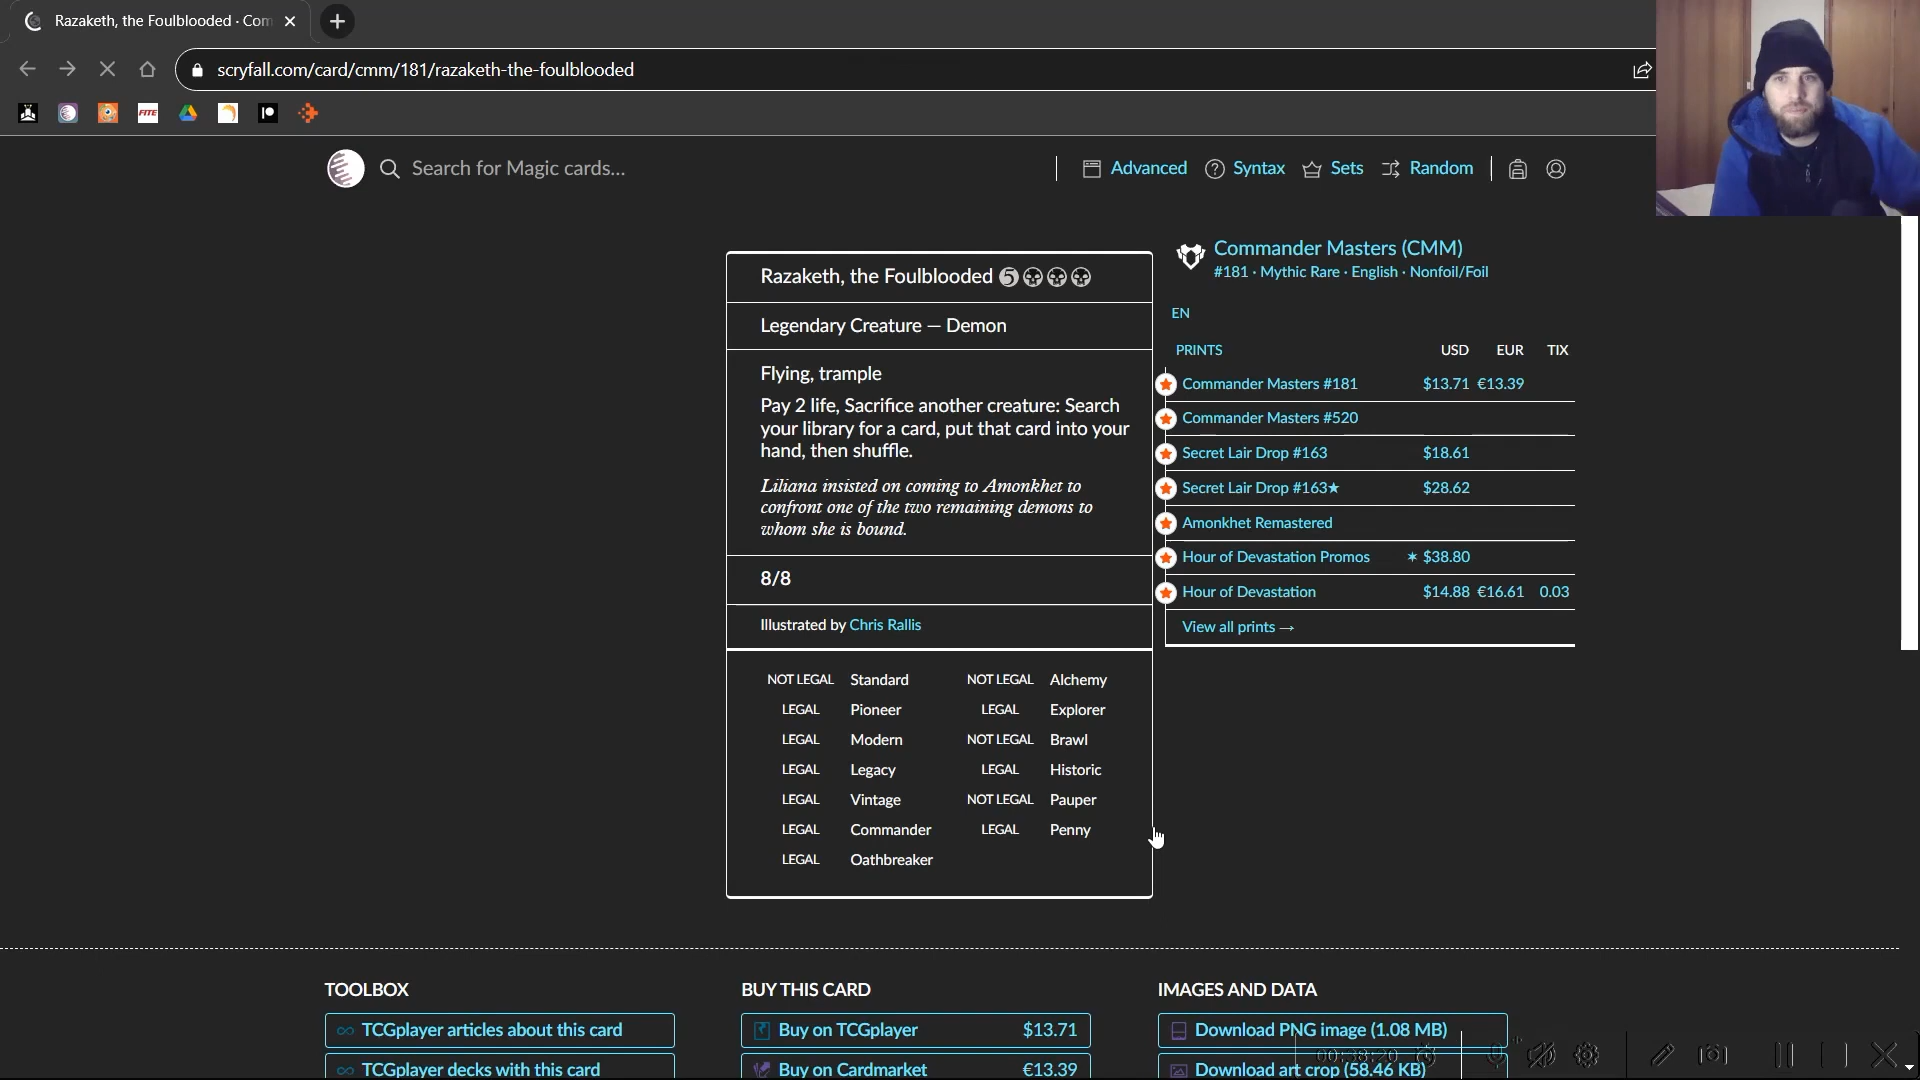 Razaketh, the Foulblooded · Com
scryfall.com/card/cmm/181/razaketh-the-foulblooded
FITE
Search for Magic cards...
Advanced
Syntax
Sets
Random
Razaketh, the Foulblooded 5
Legendary Creature — Demon
Flying, trample
Pay 2 life, Sacrifice another creature: Search
your library for a card, put that card into your
hand, then shuffle.
Liliana insisted on coming to Amonkhet to
confront one of the two remaining demons to
whom she is bound.
8/8
Illustrated by Chris Rallis
NOT LEGAL Standard NOT LEGAL Alchemy
LEGAL Pioneer LEGAL Explorer
LEGAL Modern NOT LEGAL Brawl
LEGAL Legacy LEGAL Historic
LEGAL Vintage NOT LEGAL Pauper
LEGAL Commander LEGAL Penny
LEGAL Oathbreaker
Commander Masters (CMM)
#181 · Mythic Rare · English · Nonfoil/Foil
EN
PRINTS USD EUR TIX
Commander Masters #181 $13.71 €13.39
Commander Masters #520
Secret Lair Drop #163 $18.61
Secret Lair Drop #163★ $28.62
Amonkhet Remastered
Hour of Devastation Promos ✶ $38.80
Hour of Devastation $14.88 €16.61 0.03
View all prints →
TOOLBOX
TCGplayer articles about this card
TCGplayer decks with this card
BUY THIS CARD
Buy on TCGplayer $13.71
Buy on Cardmarket €13.39
IMAGES AND DATA
Download PNG image (1.08 MB)
Download art crop (58.46 KB)
00:38:20